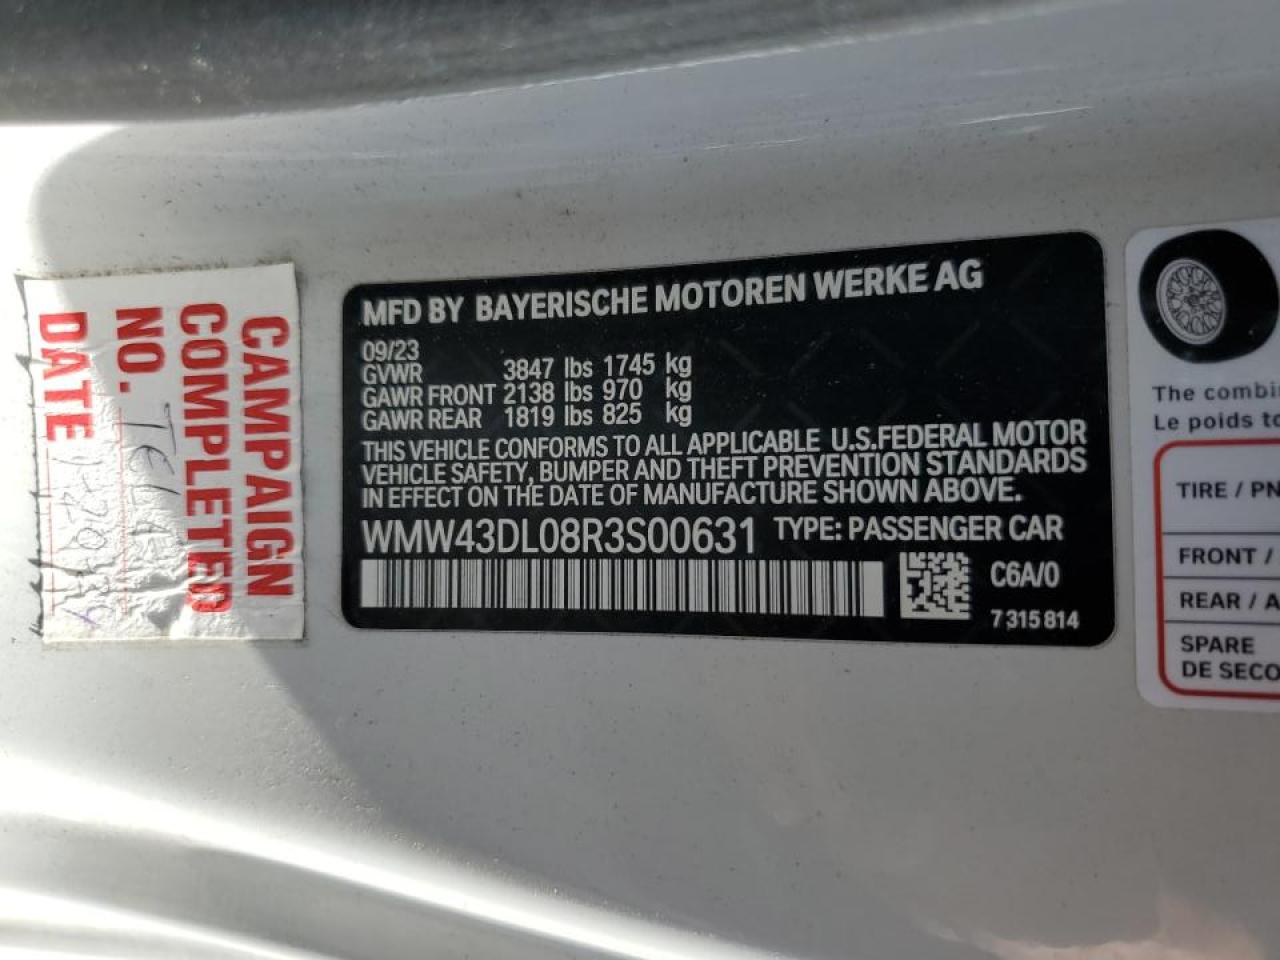 CAMPAIGN
COMPLETED
NO.
DATE
MFD BY BAYERISCHE MOTOREN WERKE AG
09/23
GVWR 3847 lbs 1745 kg
GAWR FRONT 2138 lbs 970 kg
GAWR REAR 1819 lbs 825 kg
THIS VEHICLE CONFORMS TO ALL APPLICABLE U.S.FEDERAL MOTOR
VEHICLE SAFETY, BUMPER AND THEFT PREVENTION STANDARDS
IN EFFECT ON THE DATE OF MANUFACTURE SHOWN ABOVE.
WMW43DL08R3S00631 TYPE: PASSENGER CAR
C6A/0
7 315 814
The combi
Le poids to
TIRE / PN
FRONT /
REAR / A
SPARE
DE SECO